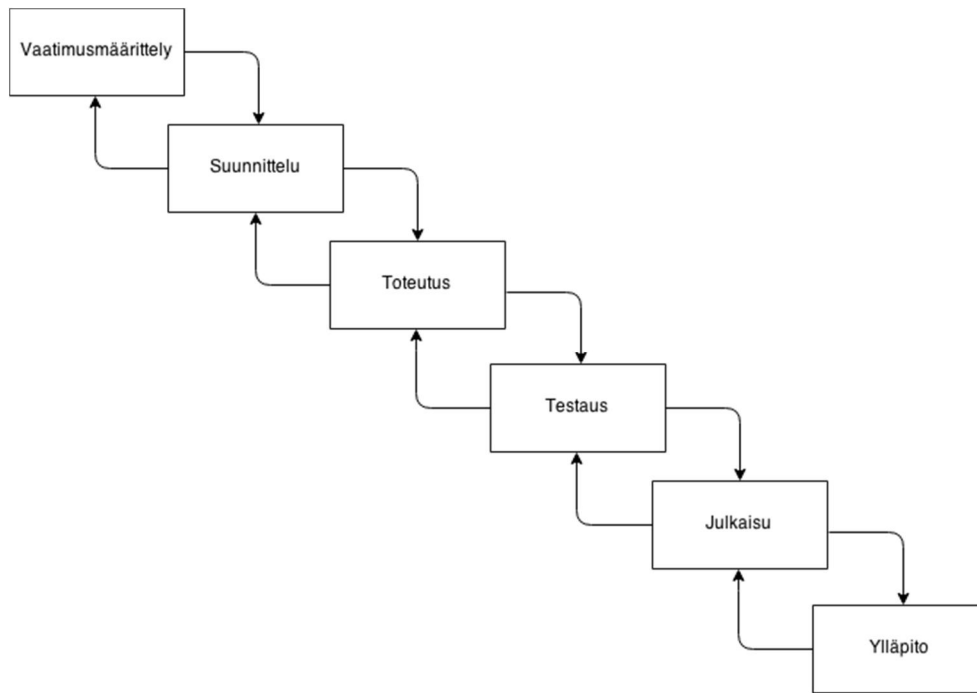 Vaatimusmäärittely
Suunnittelu
Toteutus
Testaus
Julkaisu
Ylläpito